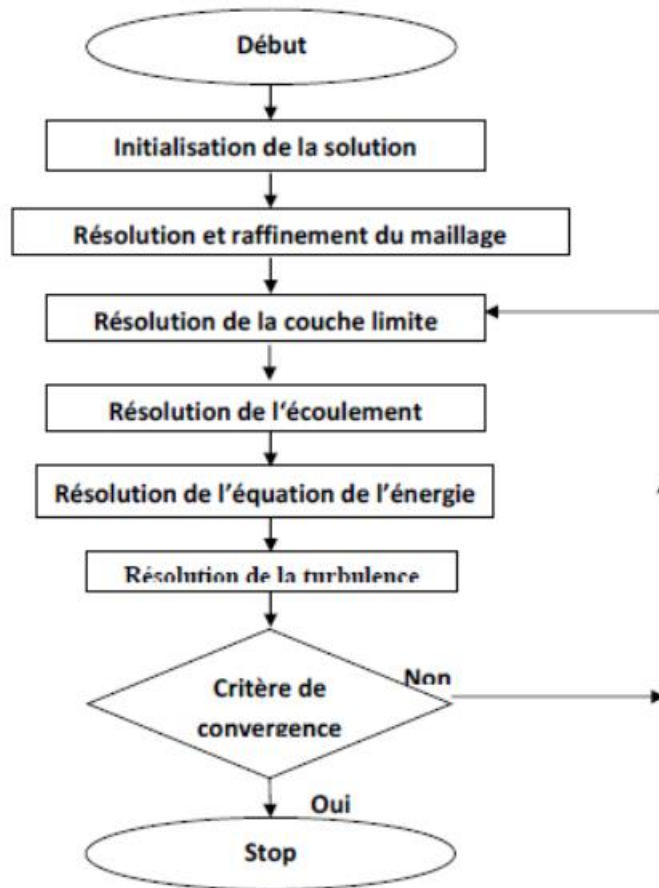 Début
Initialisation de la solution
Résolution et raffinement du maillage
Résolution de la couche limite
Résolution de l‘écoulement
Résolution de l’équation de l’énergie
Résolution de la turbulence
Non
Critère de
convergence
Oui
Stop